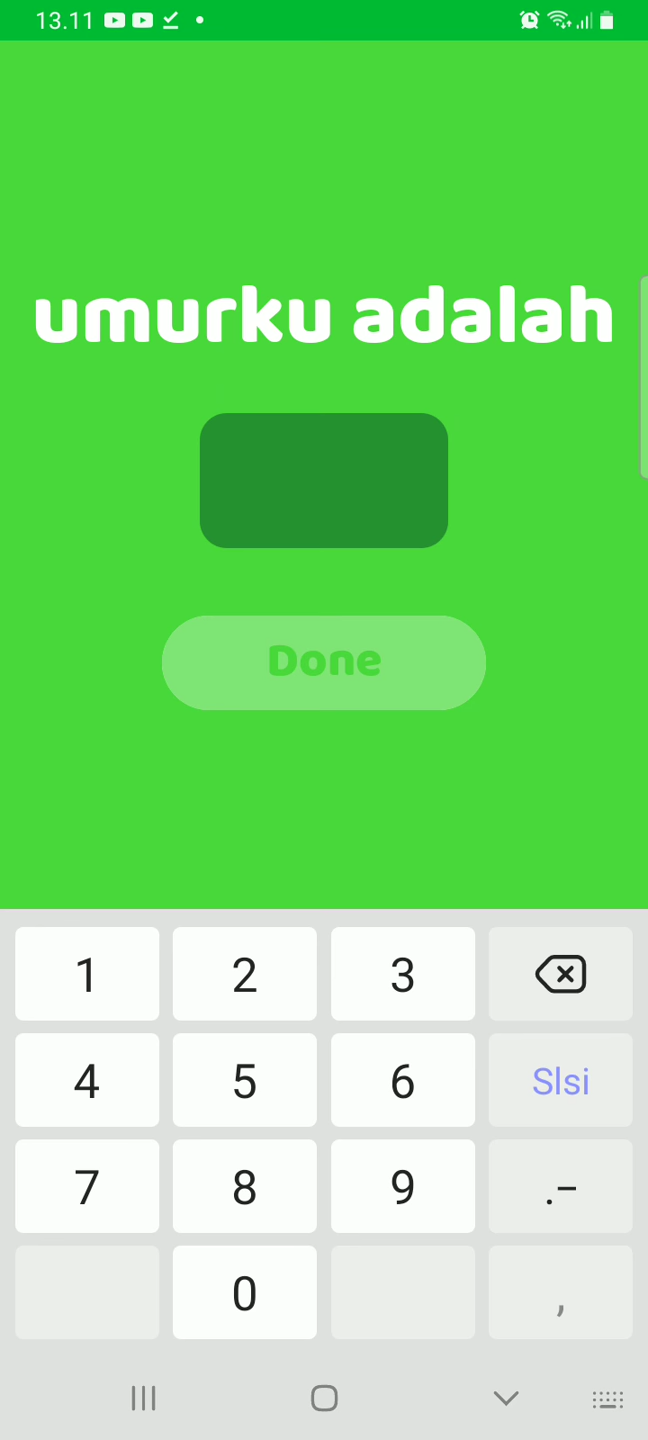 13.11
umurku adalah
Done
1 2 3
4 5 6 Slsi
7 8 9 .-
0 ,